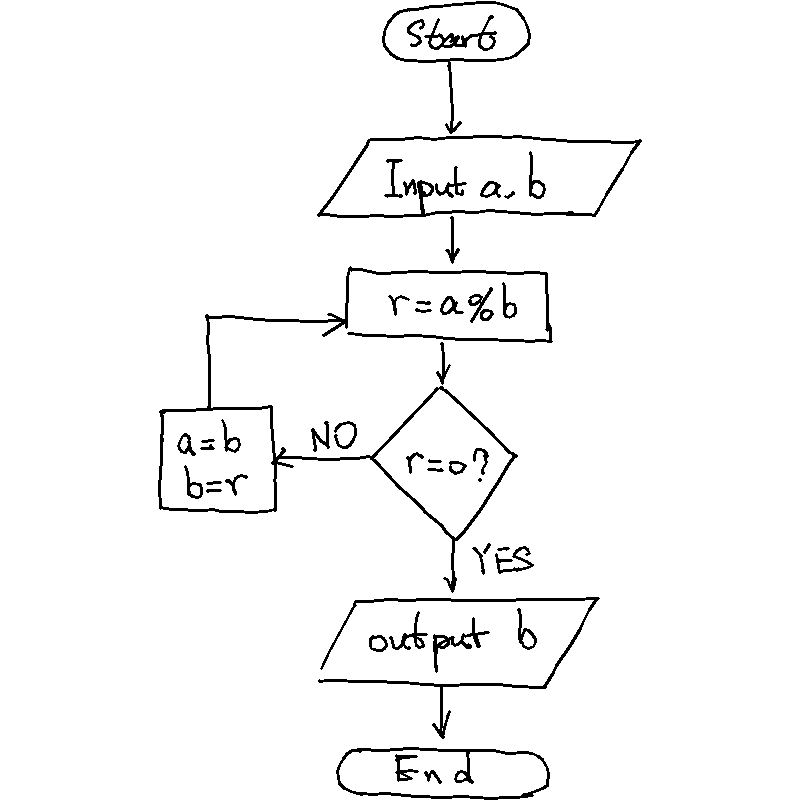 Start
Input a, b
r=a%b
r=0?
NO
a=b
b=r
YES
output b
End